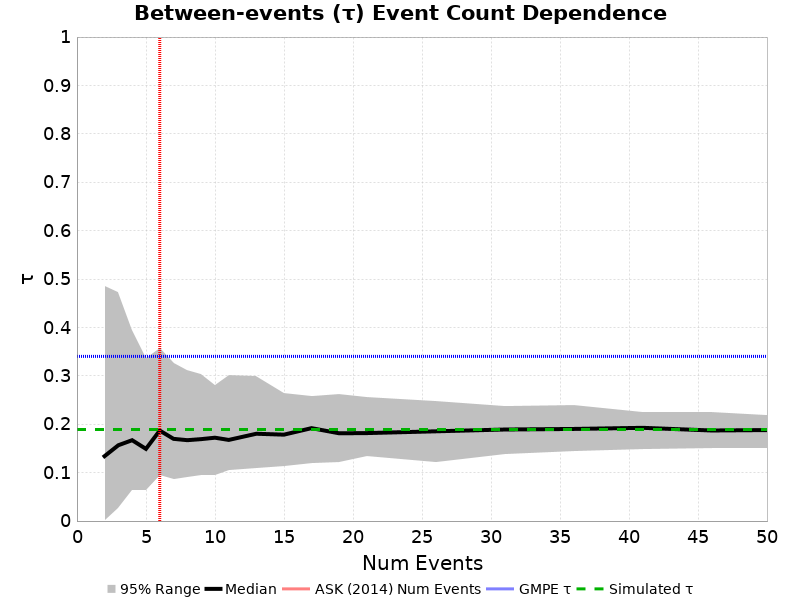 Between-events (τ) Event Count Dependence
1
0.9
0.8
0.7
0.6
0.5
0.4
0.3
0.2
0.1
0
τ
0 5 10 15 20 25 30 35 40 45 50
Num Events
95% Range Median ASK (2014) Num Events GMPE τ Simulated τ